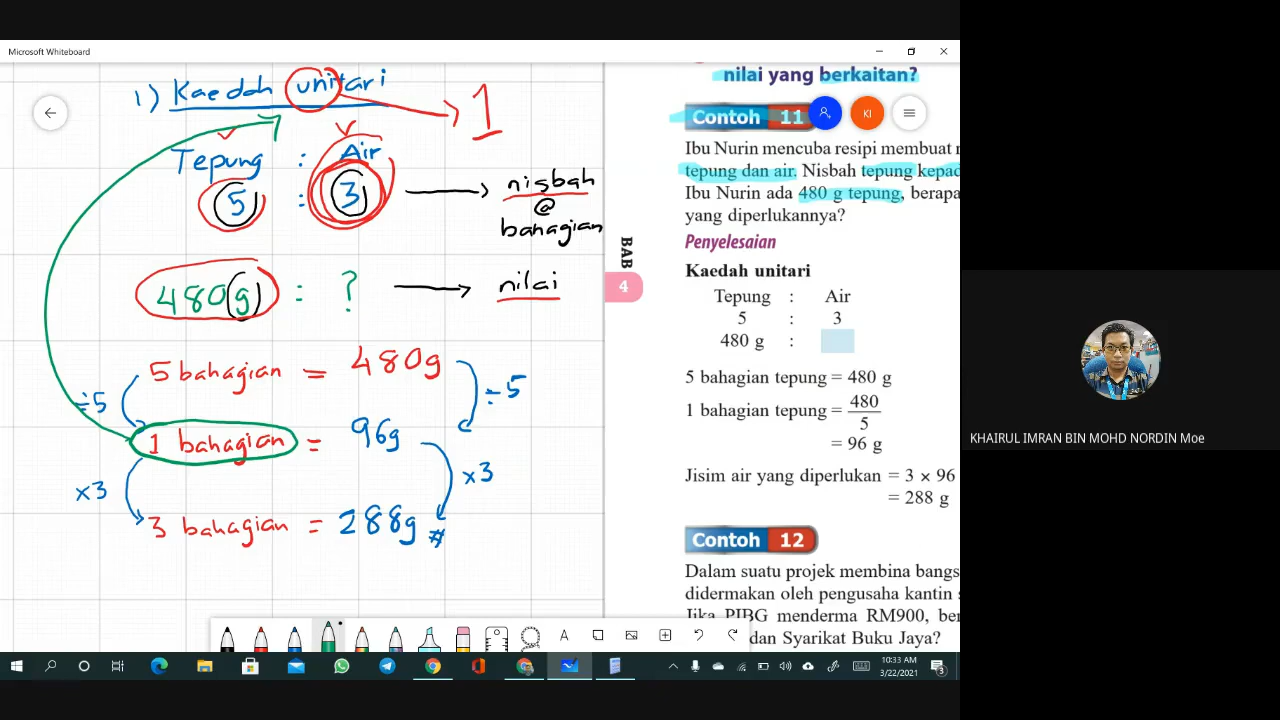 Microsoft Whiteboard
1) Kaedah unitari
1
Tepung : Air
5 : 3
nisbah
@
bahagian
480g : ?
nilai
5 bahagian = 480g
÷5
÷5
1 bahagian = 96g
x3
x3
3 bahagian = 288g #
nilai yang berkaitan?
Contoh 11
KI
Ibu Nurin mencuba resipi membuat
tepung dan air. Nisbah tepung
Ibu Nurin ada 480 g tepung,
yang diperlukannya?
Penyelesaian
Kaedah unitari
Tepung : Air
5 : 3
480 g :
5 bahagian tepung = 480 g
1 bahagian tepung = 480/5
= 96 g
Jisim air yang diperlukan = 3 × 96
= 288 g
BAB
4
Contoh 12
Dalam suatu projek membina
didermakan oleh pengusaha kantin
Jika PIBG menderma RM900,
dan Syarikat Buku Jaya?
A
10:33 AM
3/22/2021
3
KHAIRUL IMRAN BIN MOHD NORDIN Moe